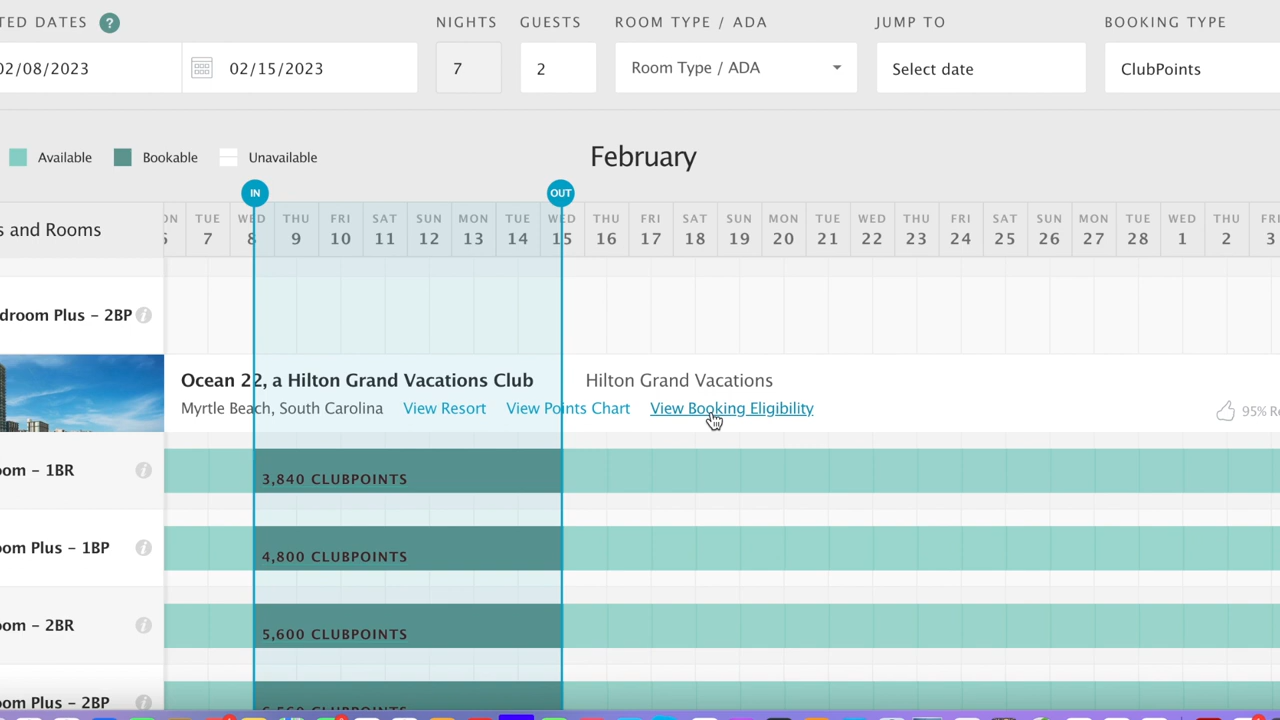 TED DATES ? NIGHTS GUESTS ROOM TYPE / ADA JUMP TO BOOKING TYPE
02/08/2023 02/15/2023 7 2 Room Type / ADA Select date ClubPoints
Available Bookable Unavailable February
IN OUT
TUE WED THU FRI SAT SUN MON TUE WED THU FRI SAT SUN MON TUE WED THU FRI SAT SUN MON TUE WED THU FRI
s and Rooms 7 8 9 10 11 12 13 14 15 16 17 18 19 20 21 22 23 24 25 26 27 28 1 2 3
droom Plus – 2BP i
Ocean 22, a Hilton Grand Vacations Club Hilton Grand Vacations
Myrtle Beach, South Carolina View Resort View Points Chart View Booking Eligibility 95% R
oom – 1BR i 3,840 CLUBPOINTS
oom Plus – 1BP i 4,800 CLUBPOINTS
oom – 2BR i 5,600 CLUBPOINTS
oom Plus – 2BP i